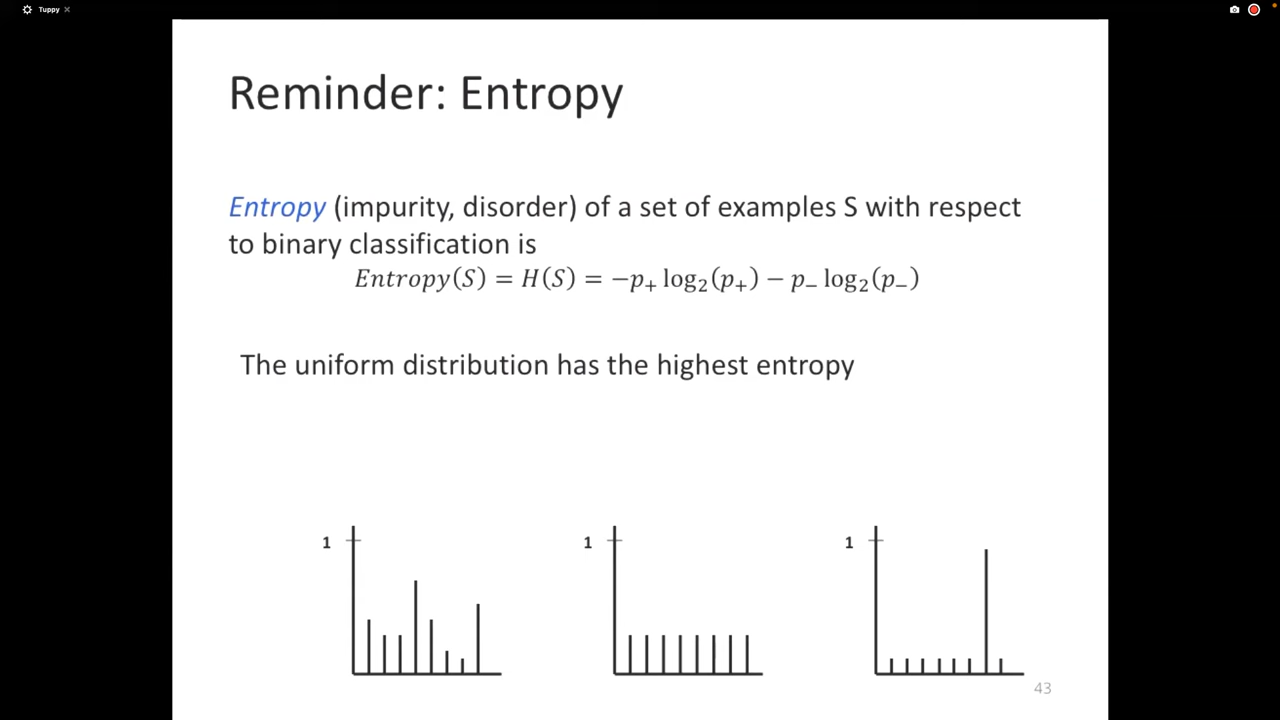 Tuppy
Reminder: Entropy
Entropy (impurity, disorder) of a set of examples S with respect
to binary classification is
Entropy(S) = H(S) = −p₊ log₂(p₊) − p₋ log₂(p₋)
The uniform distribution has the highest entropy
1 1 1
43